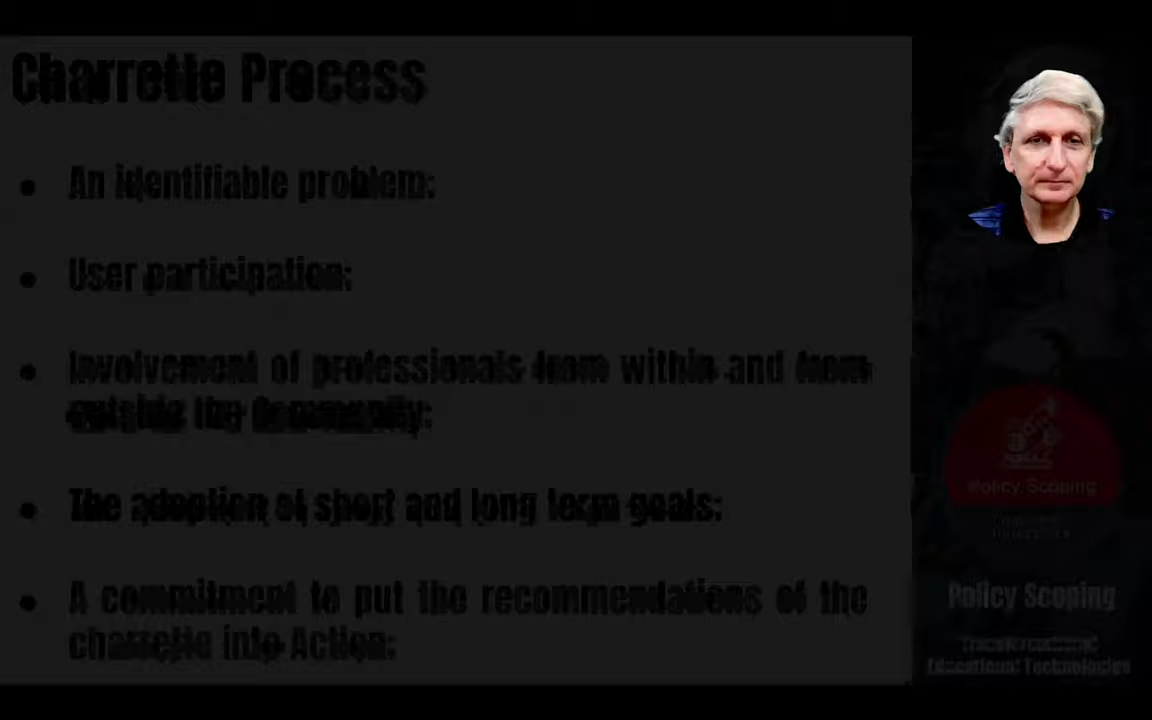 Charrette Process
• An identifiable problem:
• User participation:
• Involvement of professionals from within and from
outside the Community:
• The adoption of short and long term goals:
• A commitment to put the recommendations of the
charrette into Action:
Policy Scoping
Policy Scoping
Educational Technologies